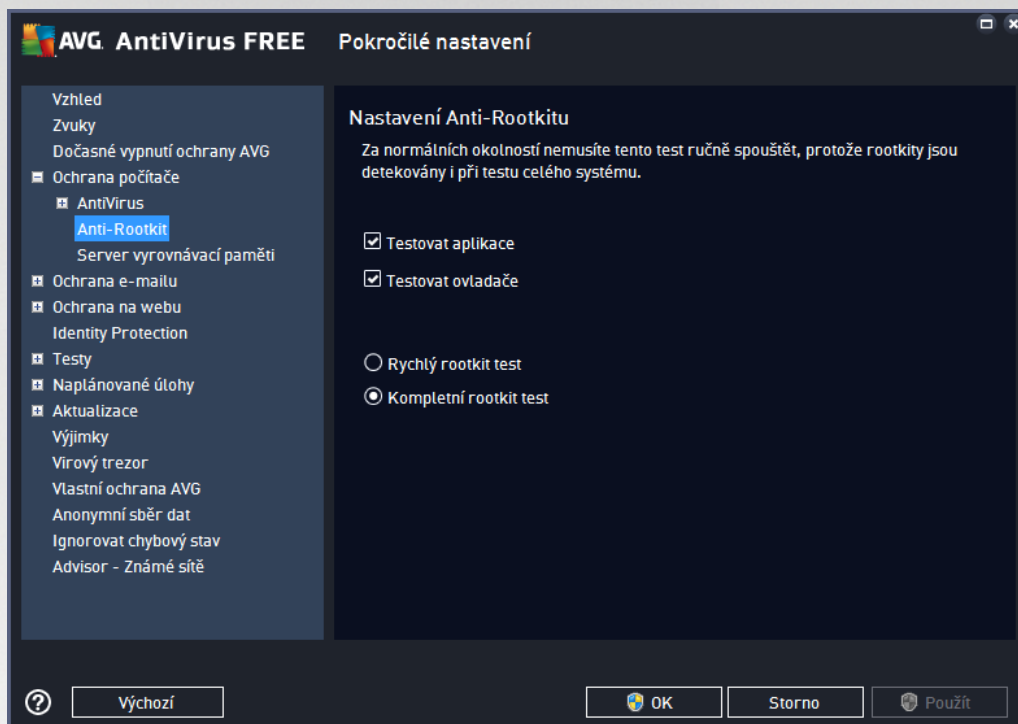 AVG. AntiVirus FREE
Pokročilé nastavení
Vzhled
Zvuky
Dočasné vypnutí ochrany AVG
Ochrana počítače
AntiVirus
Anti-Rootkit
Server vyrovnávací paměti
Ochrana e-mailu
Ochrana na webu
Identity Protection
Testy
Naplánované úlohy
Aktualizace
Výjimky
Virový trezor
Vlastní ochrana AVG
Anonymní sběr dat
Ignorovat chybový stav
Advisor - Známé sítě
Nastavení Anti-Rootkitu
Za normálních okolností nemusíte tento test ručně spouštět, protože rootkity jsou
detekovány i při testu celého systému.
Testovat aplikace
Testovat ovladače
Rychlý rootkit test
Kompletní rootkit test
?
Výchozí
OK
Storno
Použít